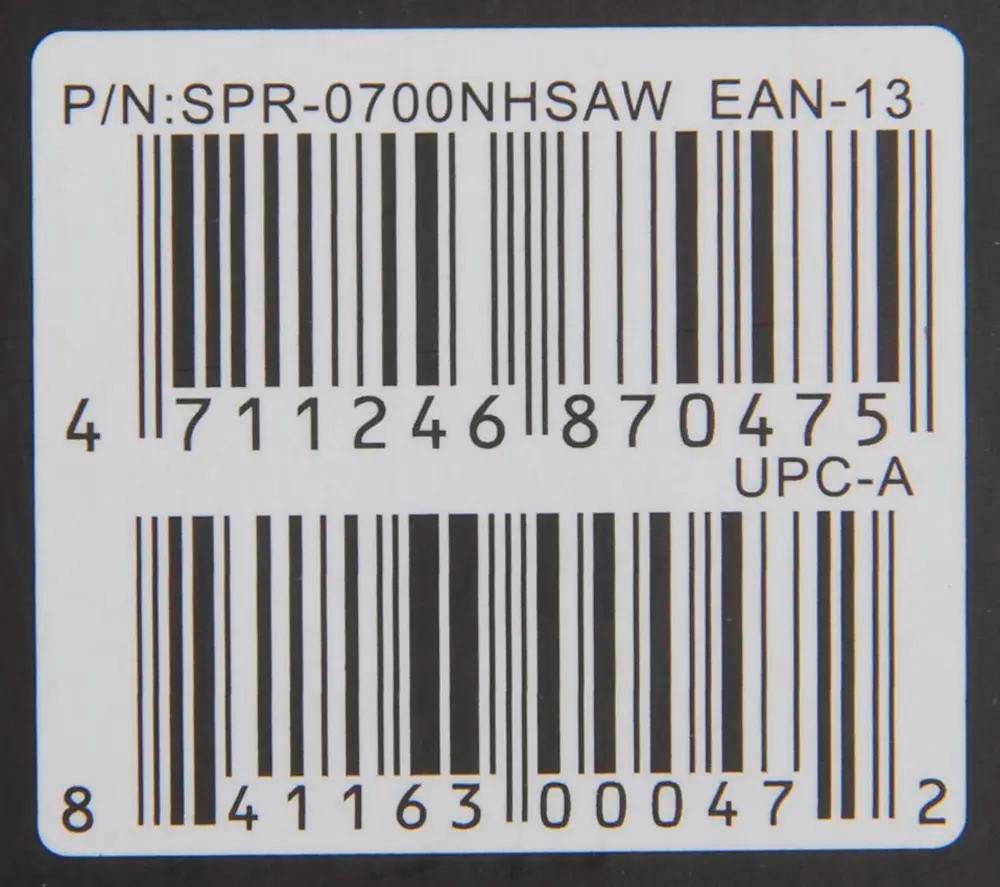 P/N:SPR-0700NHSAW EAN-13
4 711246 870475
UPC-A
8 41163 00047 2